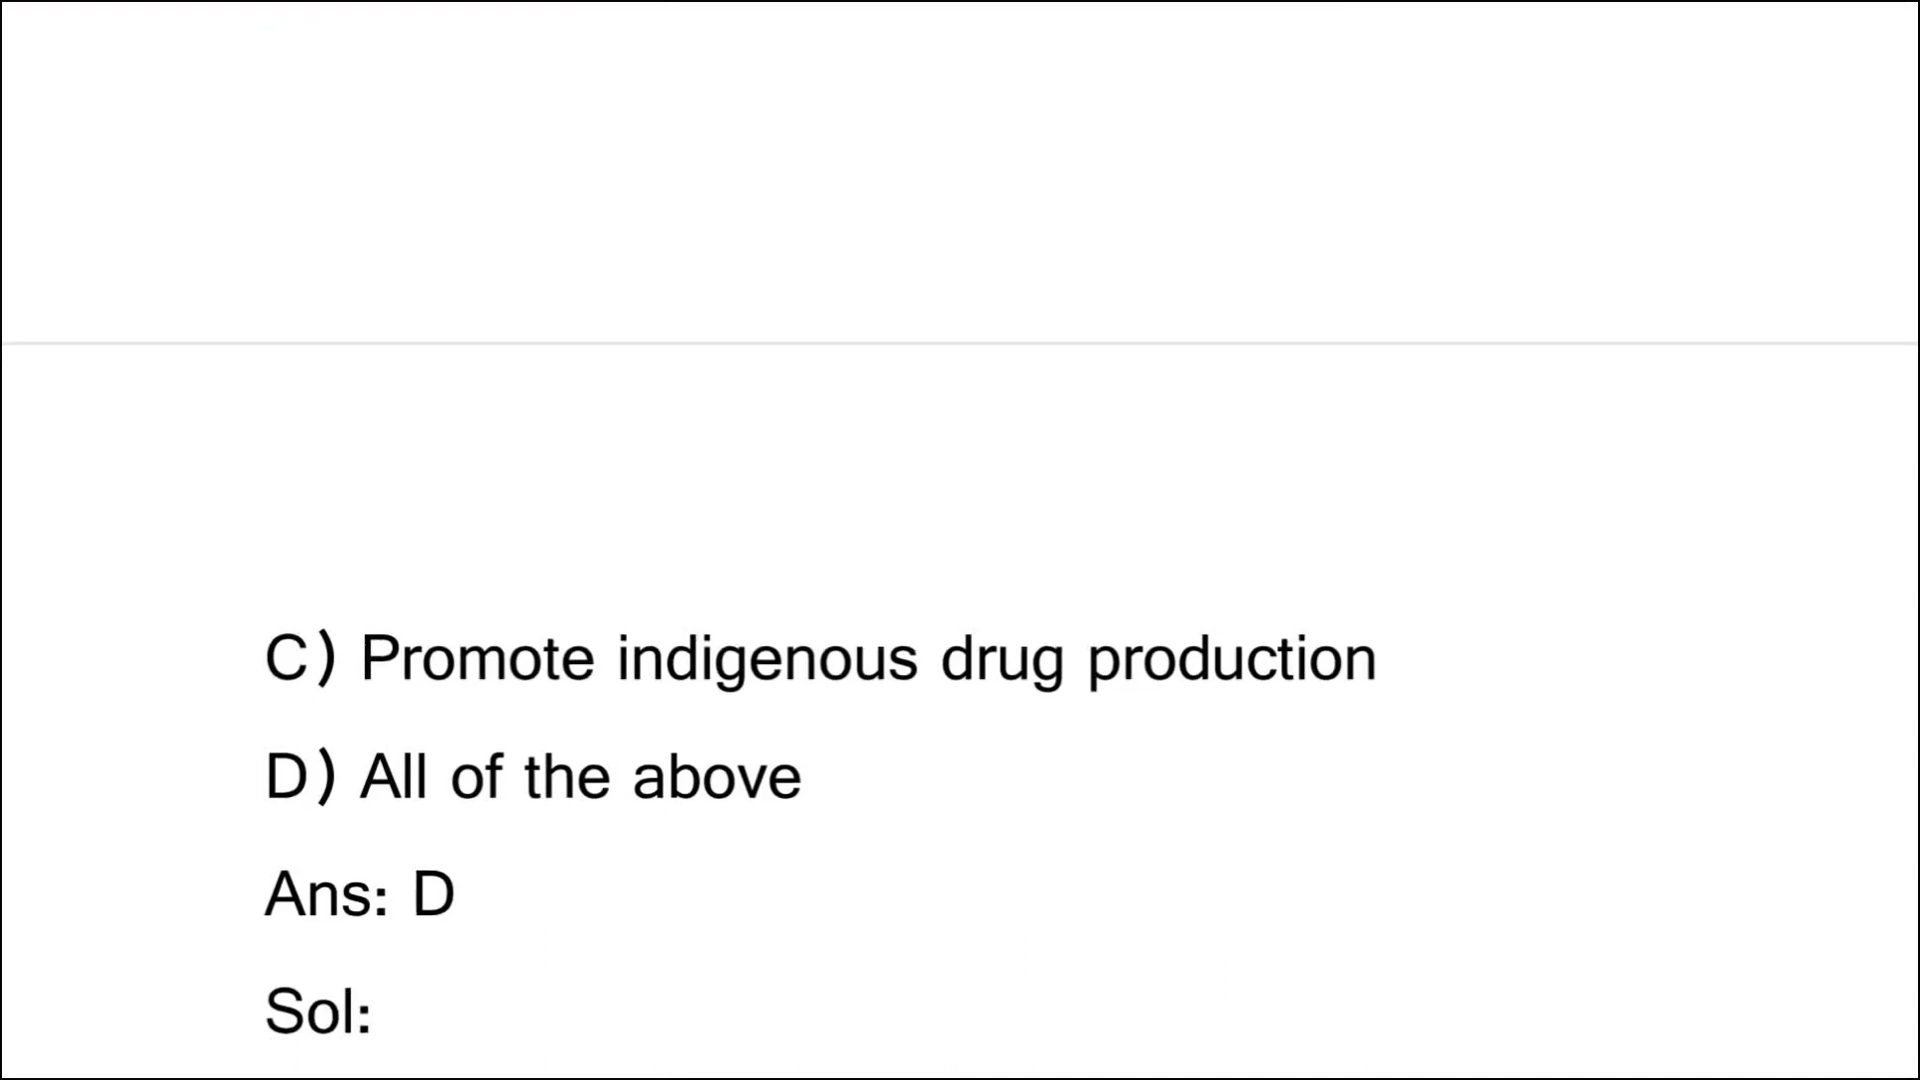 C) Promote indigenous drug production
D) All of the above
Ans: D
Sol: